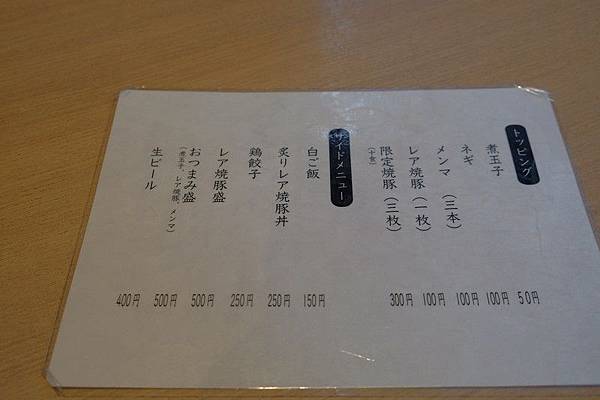 トッピング
煮玉子 50円
ネギ 100円
メンマ（三本） 100円
レア焼豚（一枚） 100円
限定焼豚（三枚） 300円
（十食）
サイドメニュー
白ご飯 150円
炙りレア焼豚丼 250円
鶏餃子 250円
レア焼豚盛 500円
おつまみ盛 500円
（煮玉子、レア焼豚、メンマ）
生ビール 400円